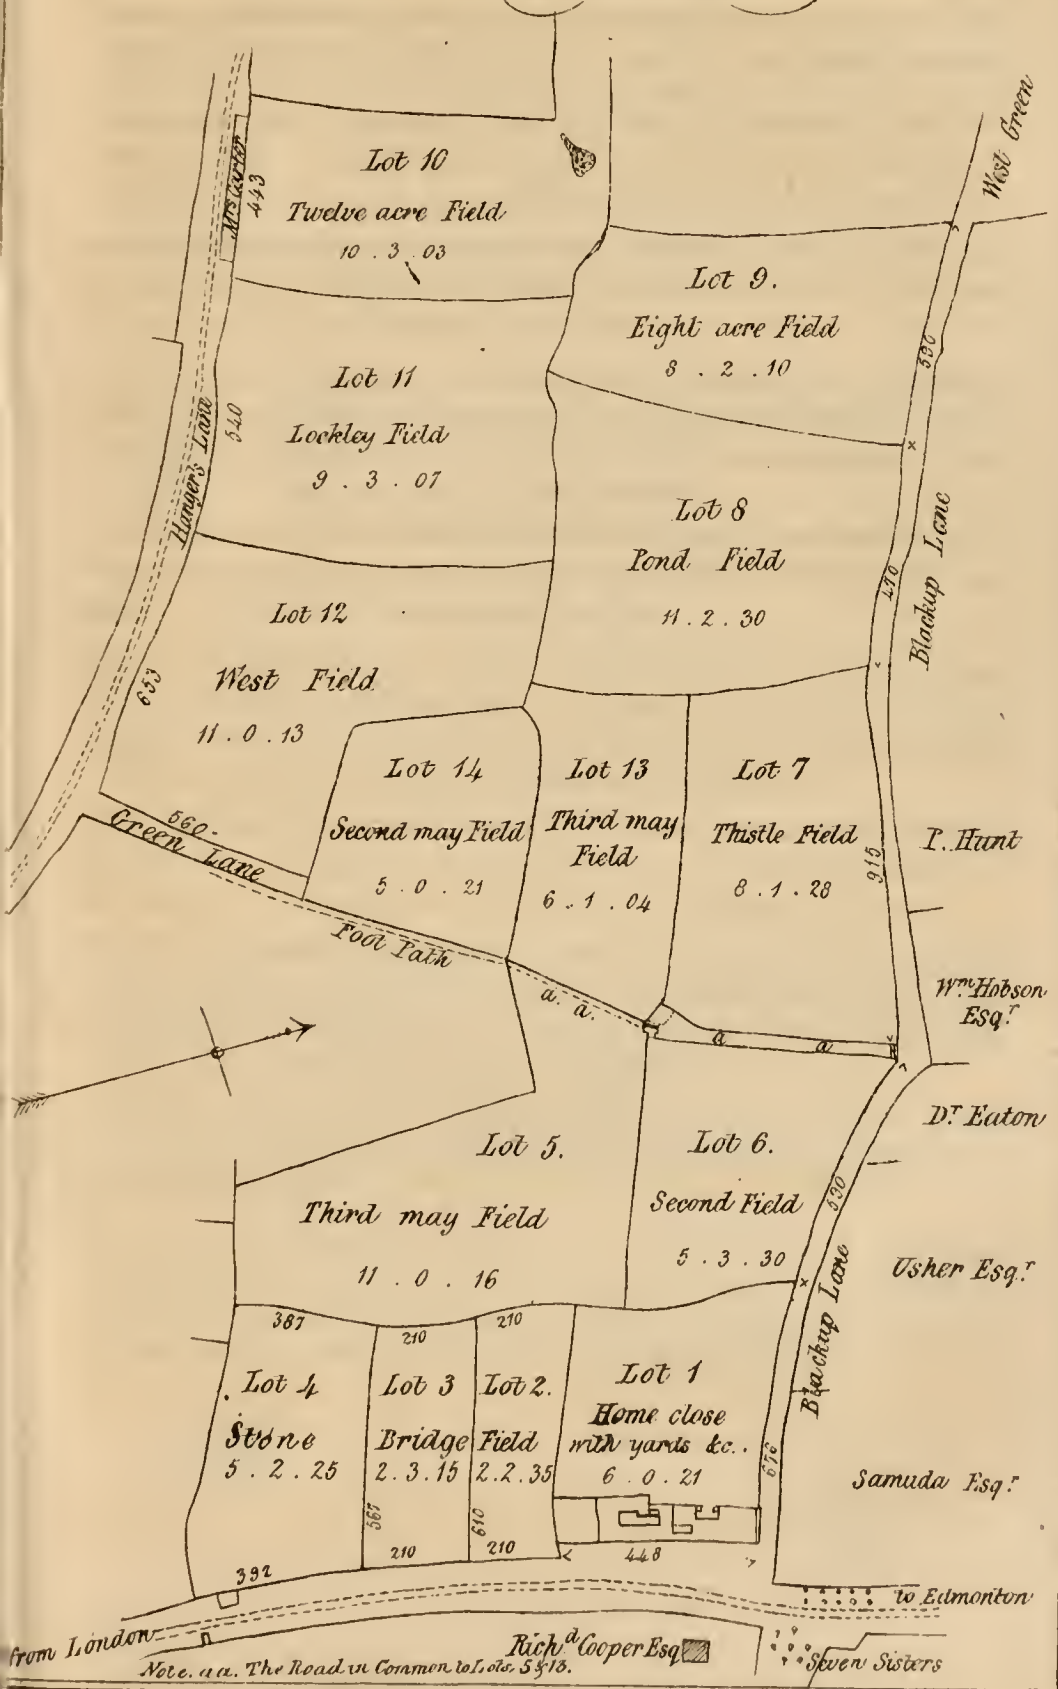 West Green
Lot 10
Twelve acre Field
10 . 3 . 03
Mrs Carter
443
Lot 9.
Eight acre Field
8 . 2 . 10
590
Lot 11
Lockley Field
9 . 3 . 07
540
Hanger's Lane
Lot 8
Pond Field
11 . 2 . 30
470
Blackup Lane
Lot 12
West Field
11 . 0 . 13
653
560
Green Lane
Lot 14
Second may Field
5 . 0 . 21
Lot 13
Third may
Field
6 . 1 . 04
Lot 7
Thistle Field
8 . 1 . 28
915
P. Hunt
Foot Path
a. a.
a a
Wm. Hobson
Esqr.
Dr. Eaton
Lot 5.
Third may Field
11 . 0 . 16
Lot 6.
Second Field
5 . 3 . 30
530
Usher Esqr.
Blackup Lane
387
210
210
Lot 4
Stone
5 . 2 . 25
Lot 3
Bridge
2 . 3 . 15
Lot 2.
Field
2 . 2 . 35
Lot 1
Home close
with yards &c..
6 . 0 . 21
567
610
676
Samuda Esqr.
392
210
210
448
to Edmonton
from London
Richd. Cooper Esq
Seven Sisters
Note. a a. The Road in Common to Lots. 5 & 13.